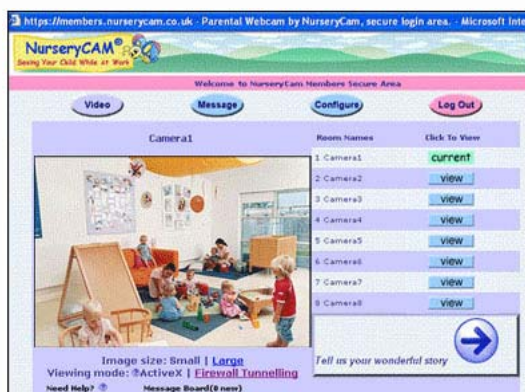 https://members.nurserycam.co.uk - Parental Webcam by NurseryCam, secure login area. - Microsoft Inte
NurseryCAM®
Seeing Your Child While at Work
Welcome to NurseryCam Members Secure Area
Video Message Configure Log Out
Camera1 Room Names Click To View
1 Camera1 current
2 Camera2 view
3 Camera3 view
4 Camera4 view
5 Camera5 view
6 Camera6 view
7 Camera7 view
8 Camera8 view
Tell us your wonderful story
Image size: Small | Large
Viewing mode: ActiveX | Firewall Tunnelling
Need Help? Message Board(0 new)